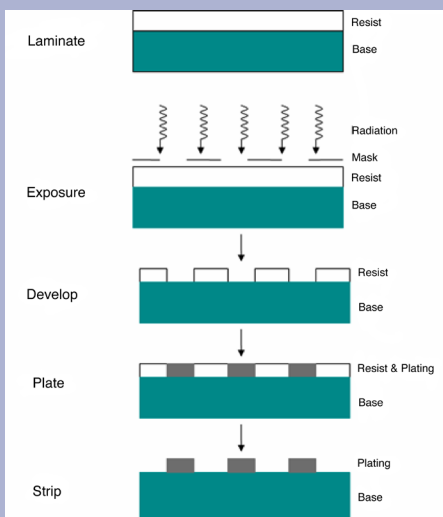 Laminate
Resist
Base
Radiation
Mask
Exposure
Resist
Base
Develop
Resist
Base
Plate
Resist & Plating
Base
Strip
Plating
Base